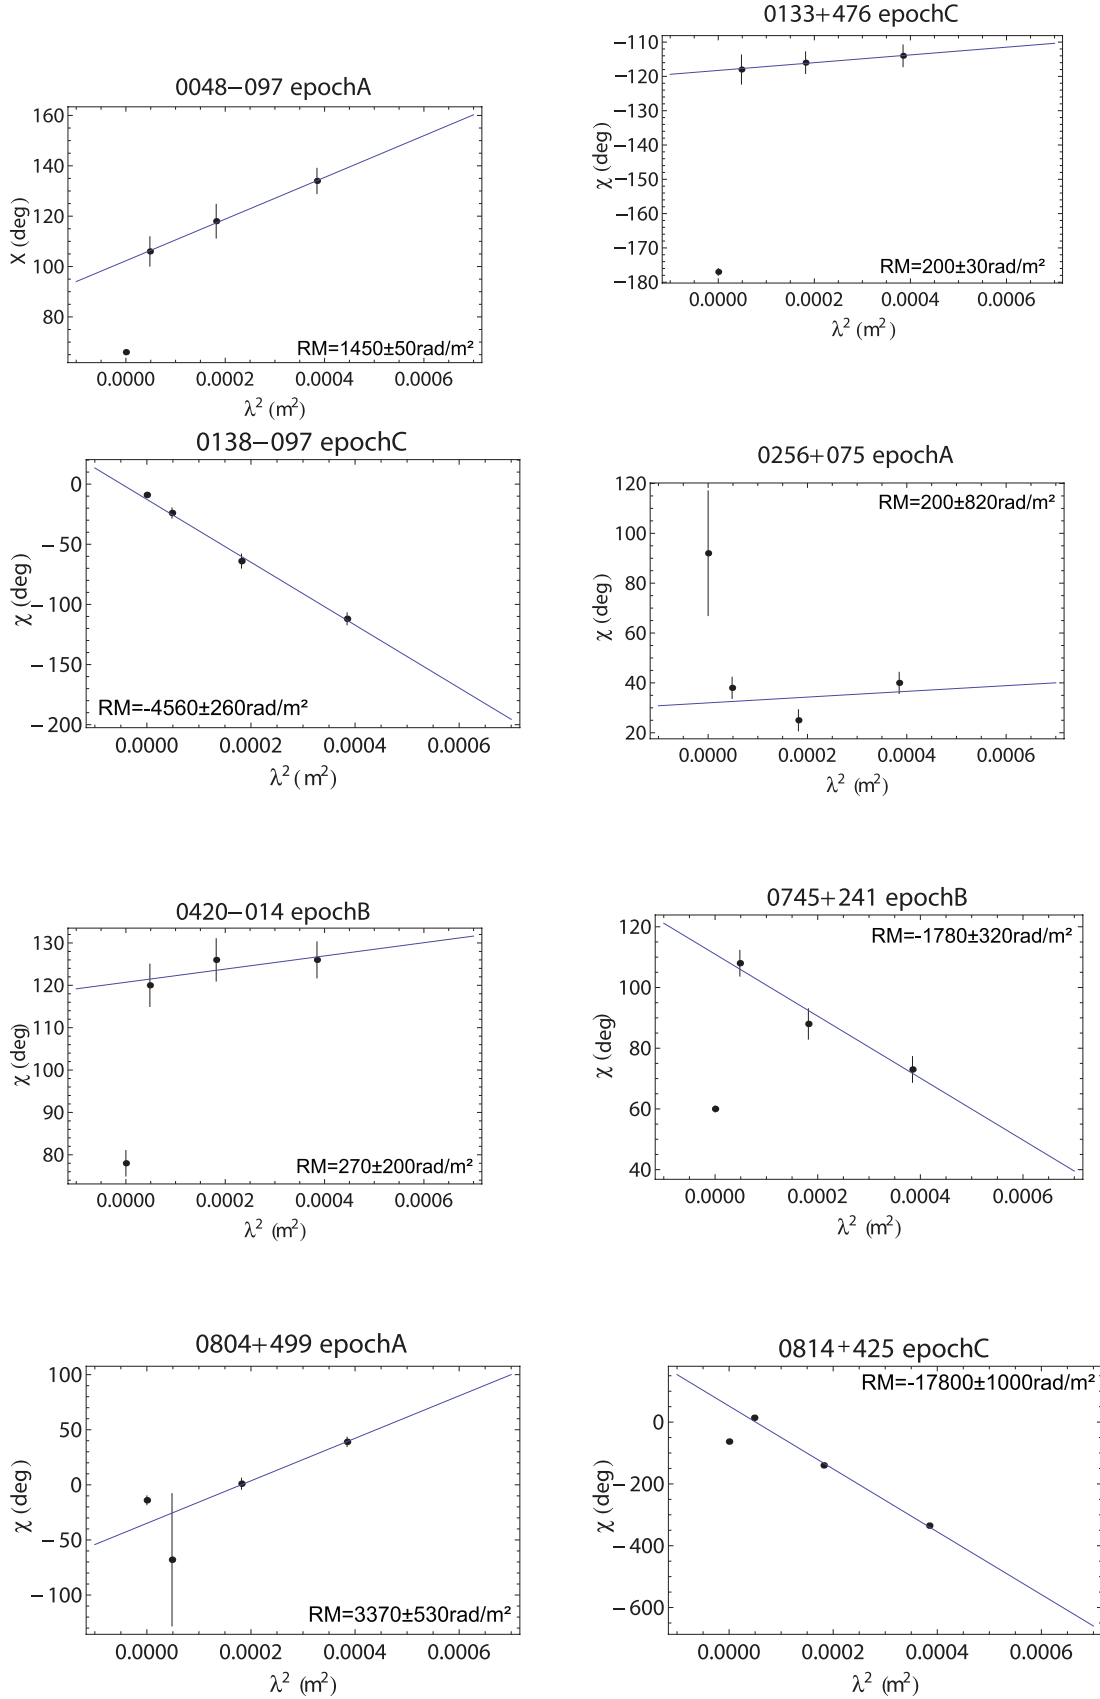 0048−097 epochA
160
140
120
100
80
χ (deg)
RM=1450±50rad/m²
0.0000 0.0002 0.0004 0.0006
λ² (m²)
0133+476 epochC
−110
−120
−130
−140
−150
−160
−170
−180
χ (deg)
RM=200±30rad/m²
0.0000 0.0002 0.0004 0.0006
λ² (m²)
0138−097 epochC
0
−50
−100
−150
−200
χ (deg)
RM=-4560±260rad/m²
0.0000 0.0002 0.0004 0.0006
λ² (m²)
0256+075 epochA
RM=200±820rad/m²
120
100
80
60
40
20
χ (deg)
0.0000 0.0002 0.0004 0.0006
λ² (m²)
0420−014 epochB
130
120
110
100
90
80
χ (deg)
RM=270±200rad/m²
0.0000 0.0002 0.0004 0.0006
λ² (m²)
0745+241 epochB
RM=-1780±320rad/m²
120
100
80
60
40
χ (deg)
0.0000 0.0002 0.0004 0.0006
λ² (m²)
0804+499 epochA
100
50
0
−50
−100
χ (deg)
RM=3370±530rad/m²
0.0000 0.0002 0.0004 0.0006
λ² (m²)
0814+425 epochC
RM=-17800±1000rad/m²
0
−200
−400
−600
χ (deg)
0.0000 0.0002 0.0004 0.0006
λ² (m²)